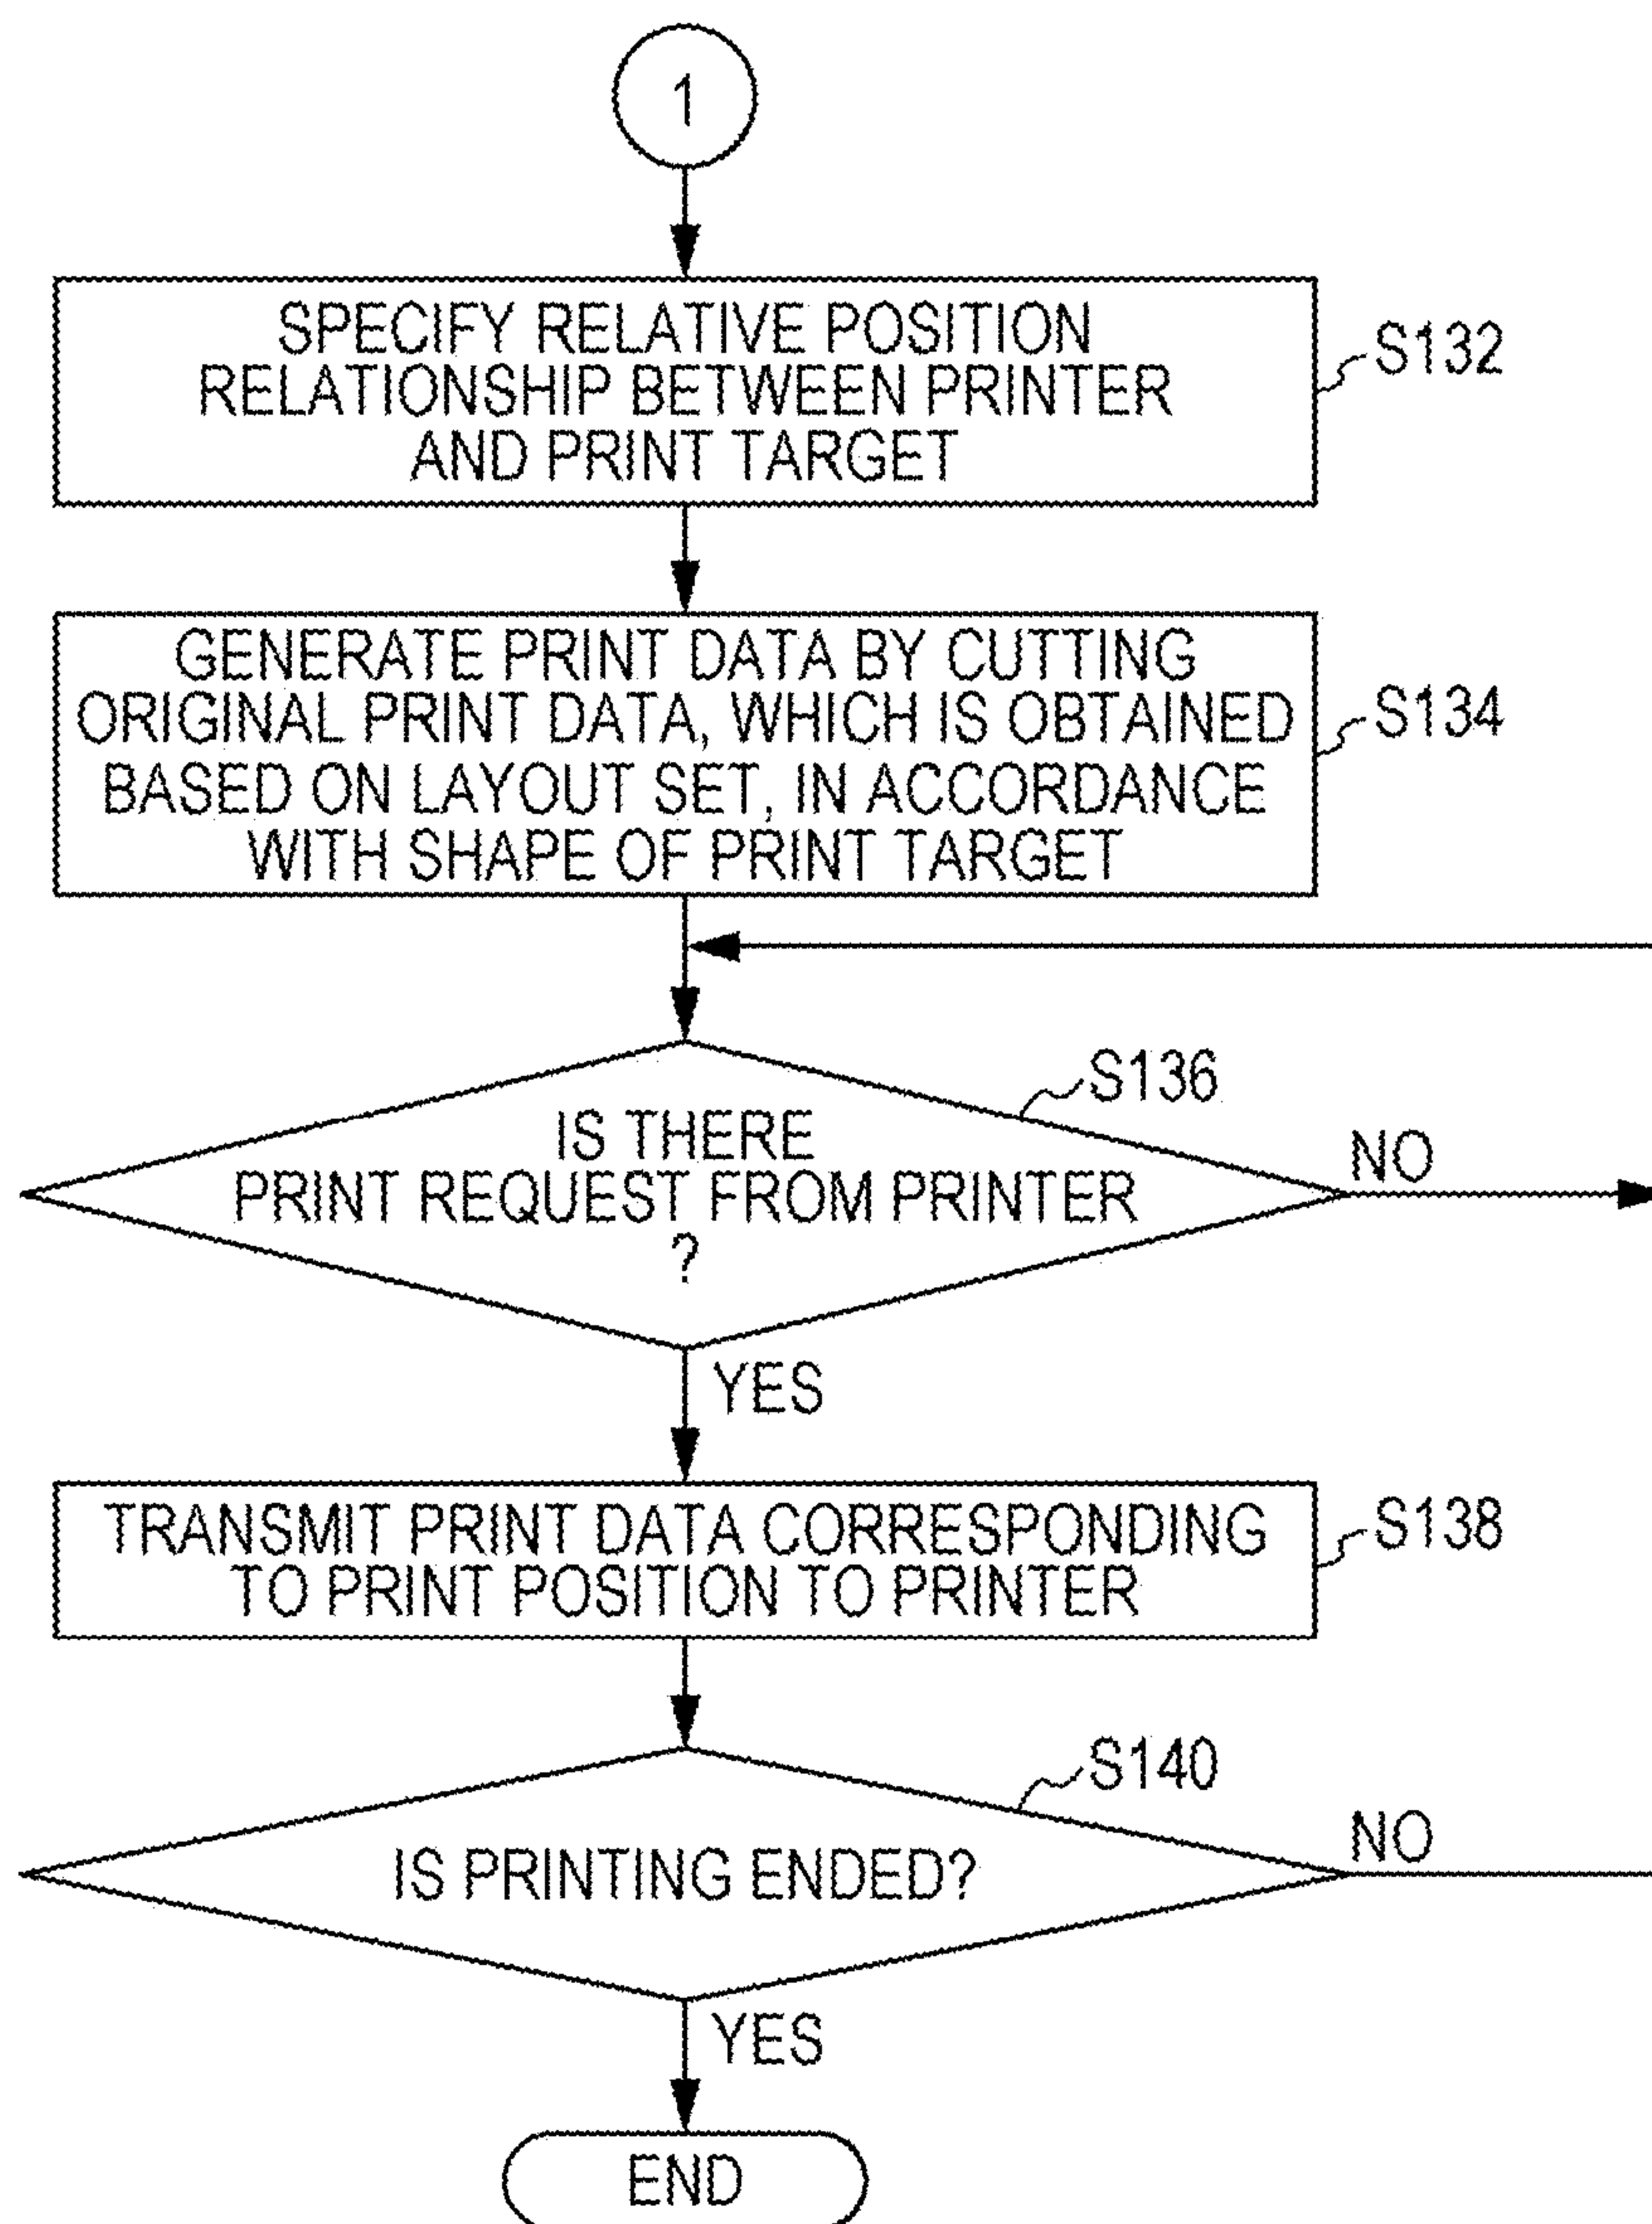 1
SPECIFY RELATIVE POSITION
RELATIONSHIP BETWEEN PRINTER
AND PRINT TARGET
S132
GENERATE PRINT DATA BY CUTTING
ORIGINAL PRINT DATA, WHICH IS OBTAINED
BASED ON LAYOUT SET, IN ACCORDANCE
WITH SHAPE OF PRINT TARGET
S134
S136
IS THERE
PRINT REQUEST FROM PRINTER
?
NO
YES
TRANSMIT PRINT DATA CORRESPONDING
TO PRINT POSITION TO PRINTER
S138
S140
IS PRINTING ENDED?
NO
YES
END